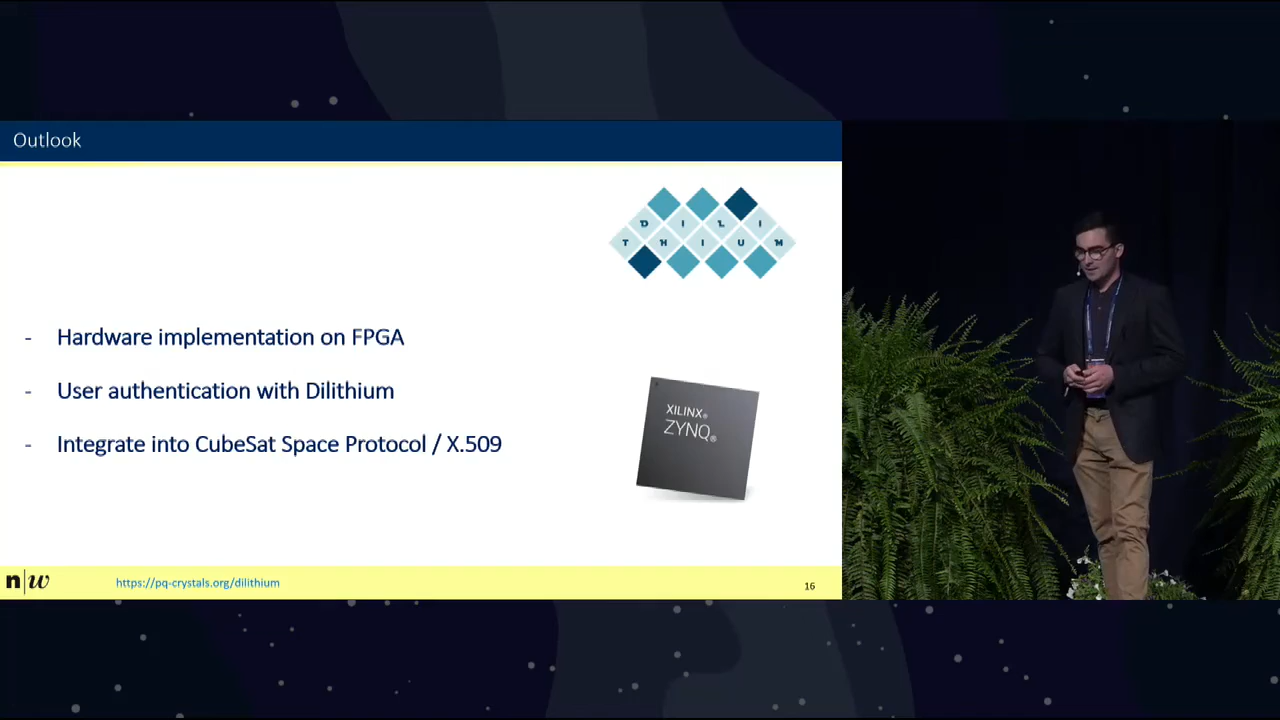 Outlook
D I L I
T H I U M
- Hardware implementation on FPGA
- User authentication with Dilithium
- Integrate into CubeSat Space Protocol / X.509
XILINX®
ZYNQ®
n|w
https://pq-crystals.org/dilithium
16